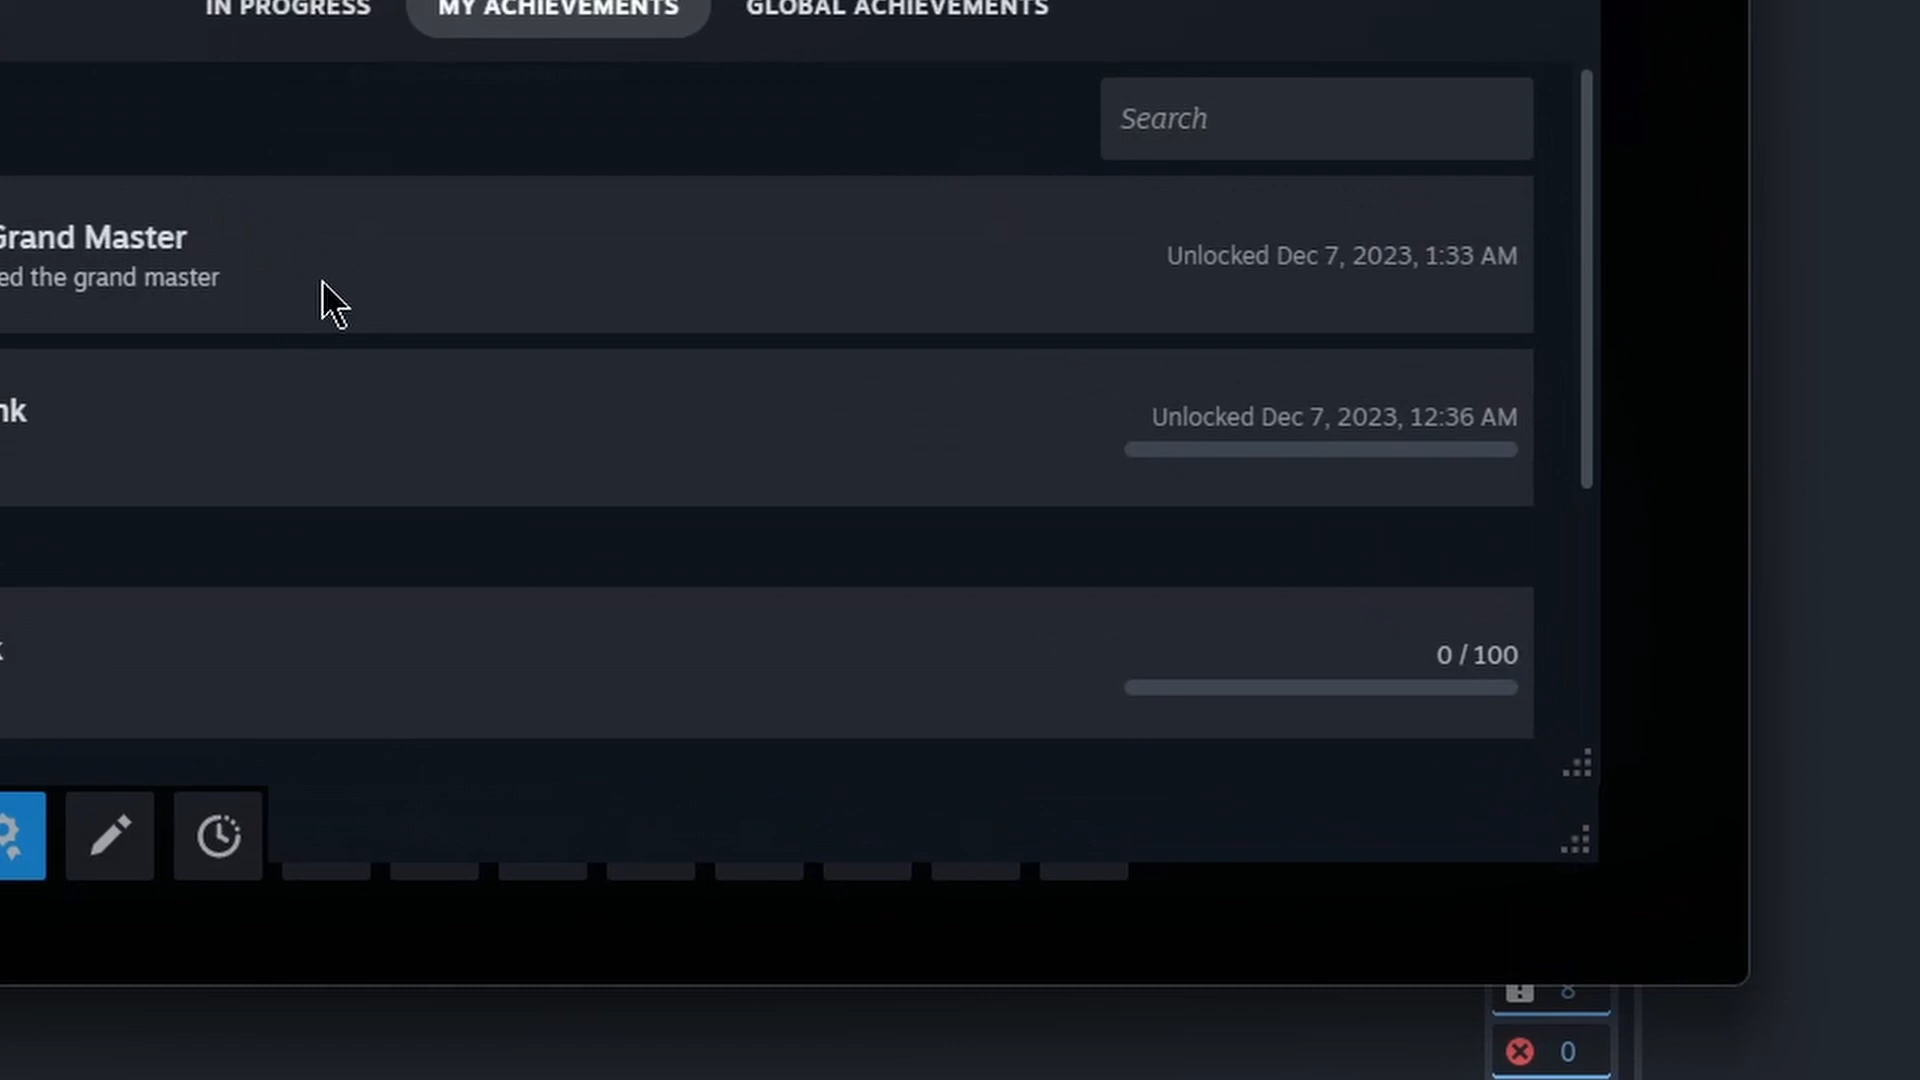 IN PROGRESS MY ACHIEVEMENTS GLOBAL ACHIEVEMENTS
Search
Grand Master
ed the grand master
Unlocked Dec 7, 2023, 1:33 AM
nk
Unlocked Dec 7, 2023, 12:36 AM
0 / 100
8
0